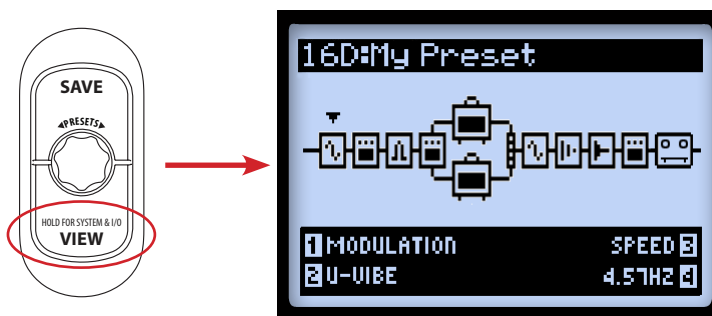 SAVE
◄PRESETS►
HOLD FOR SYSTEM & I/O
VIEW
16D:My Preset
1 MODULATION SPEED 3
2 U-VIBE 4.57HZ 4